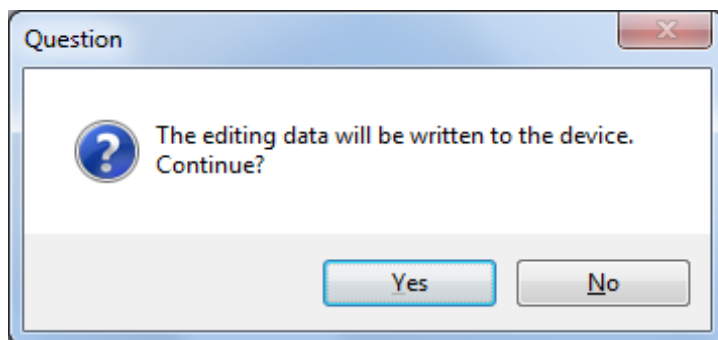 Question
The editing data will be written to the device.
Continue?
Yes
No